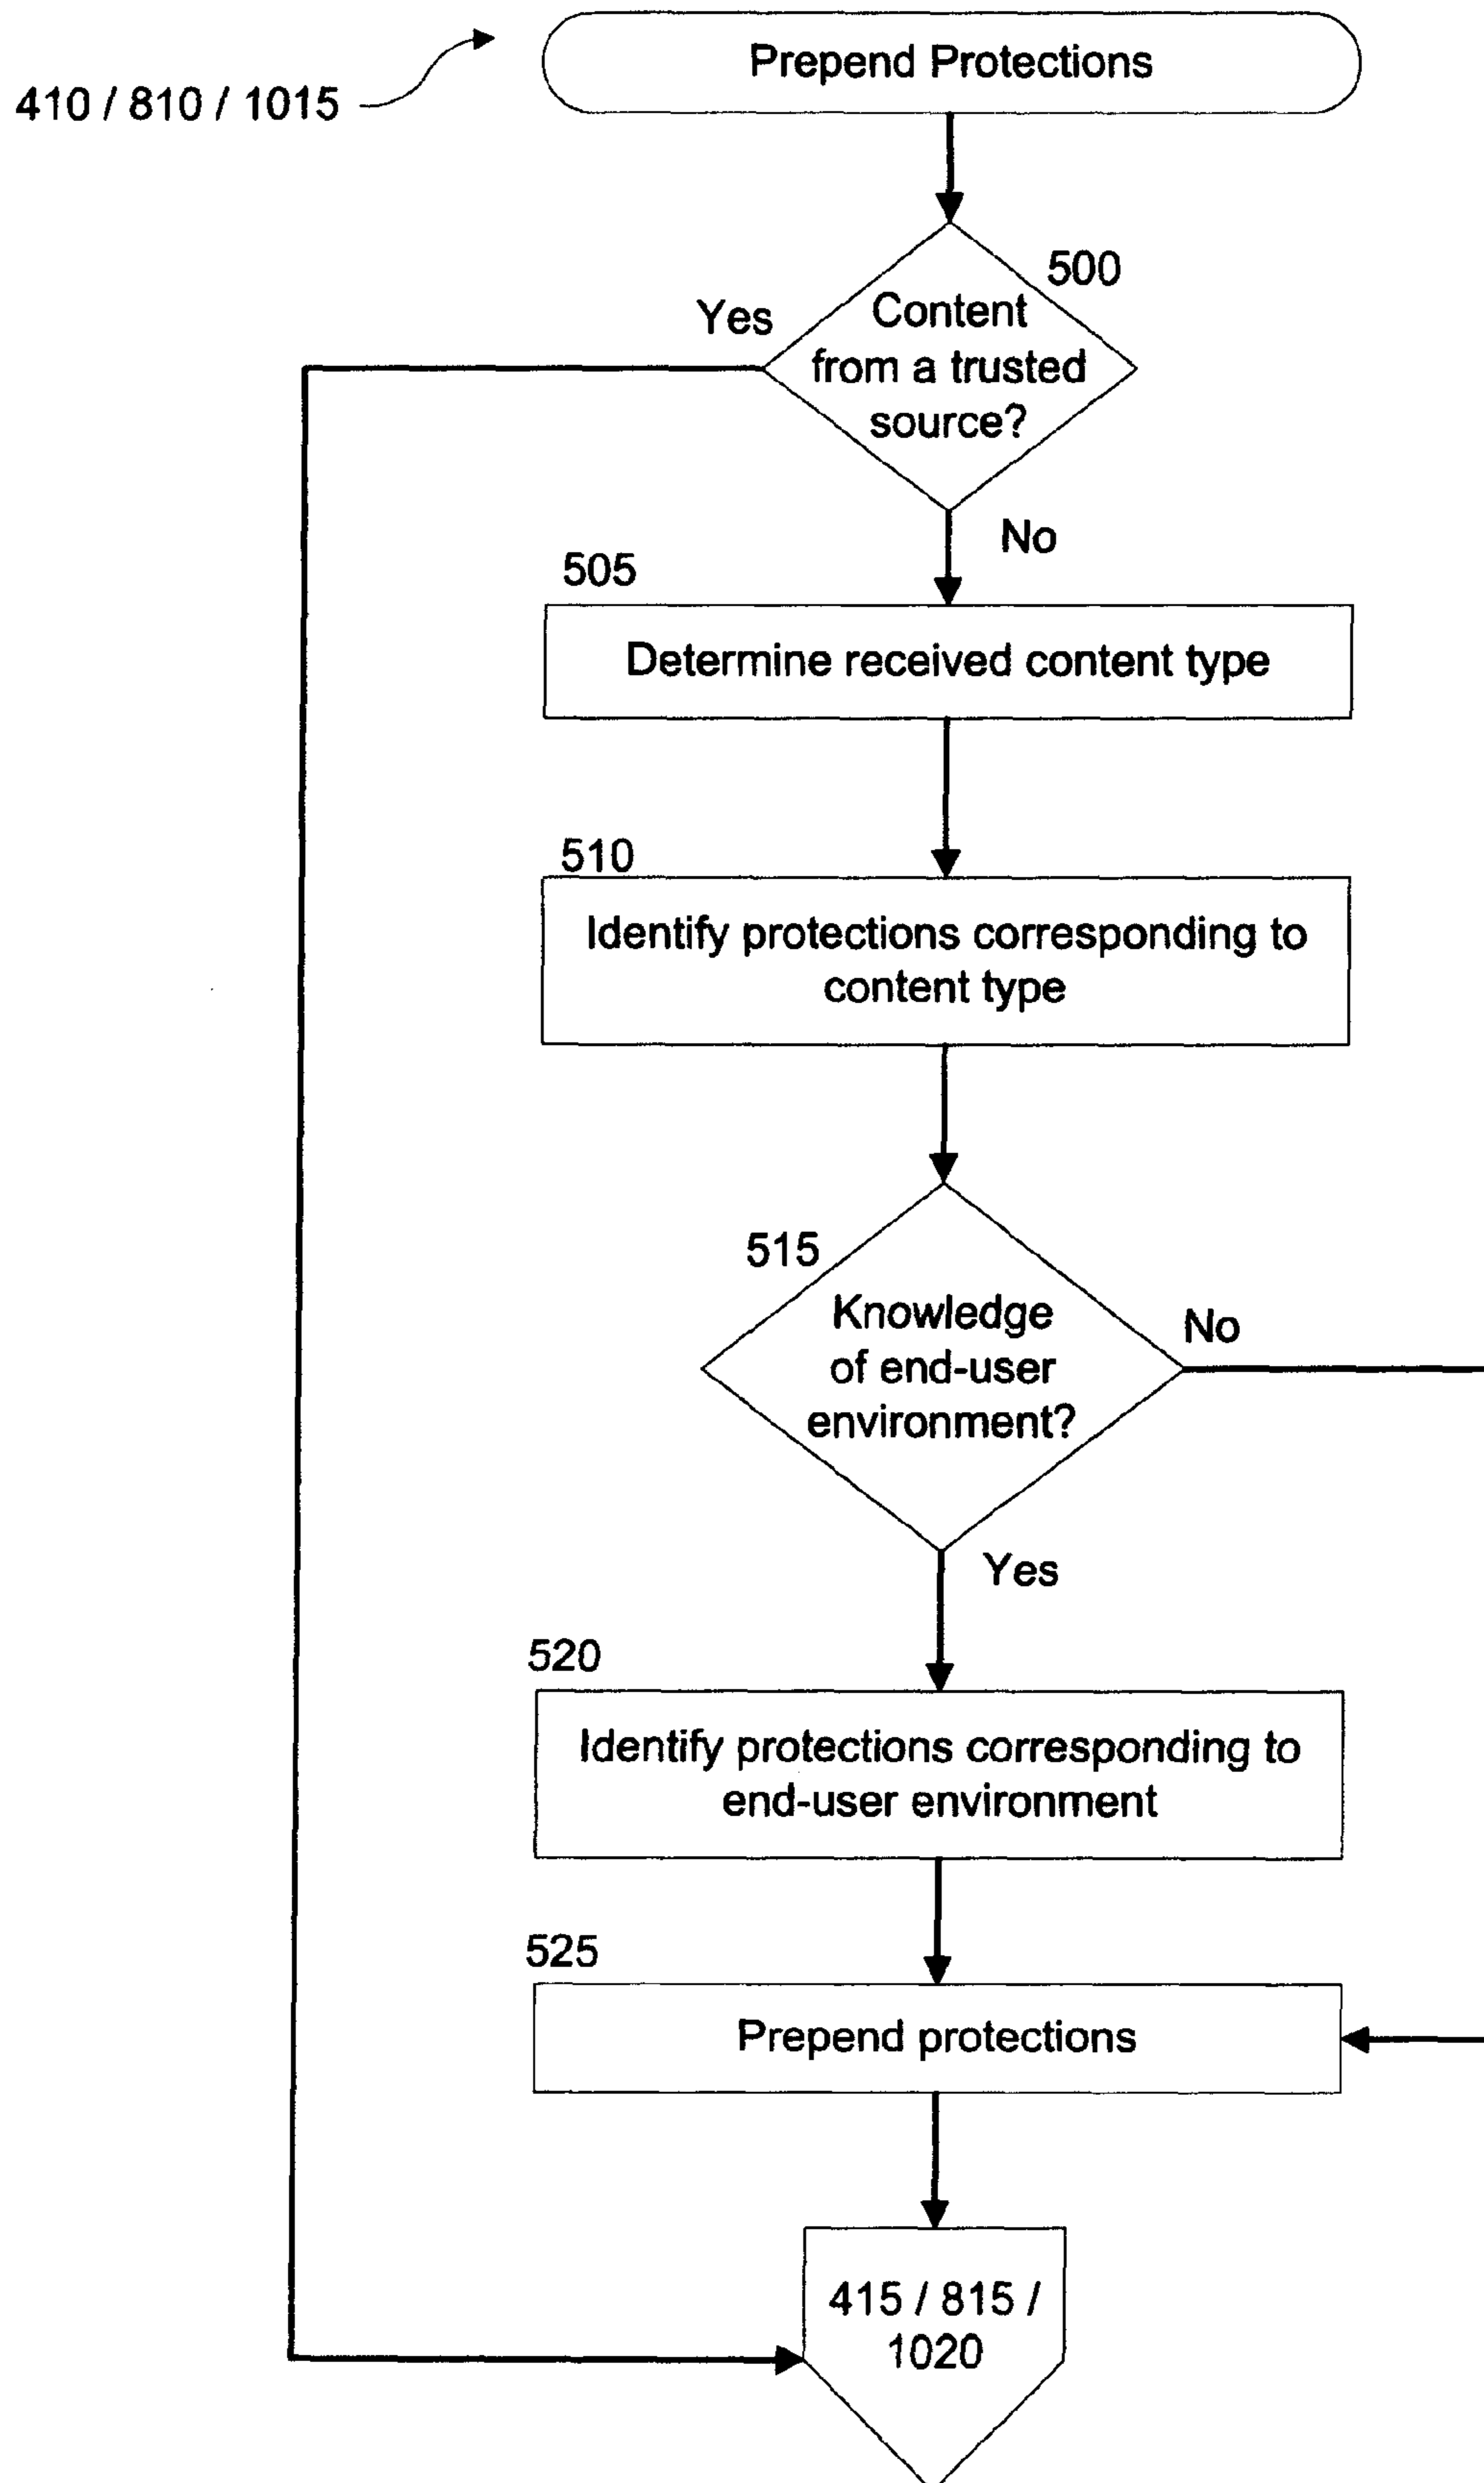 Prepend Protections
410 / 810 / 1015
500
Yes
Content
from a trusted
source?
No
505
Determine received content type
510
Identify protections corresponding to
content type
515
Knowledge
of end-user
environment?
No
Yes
520
Identify protections corresponding to
end-user environment
525
Prepend protections
415 / 815 /
1020